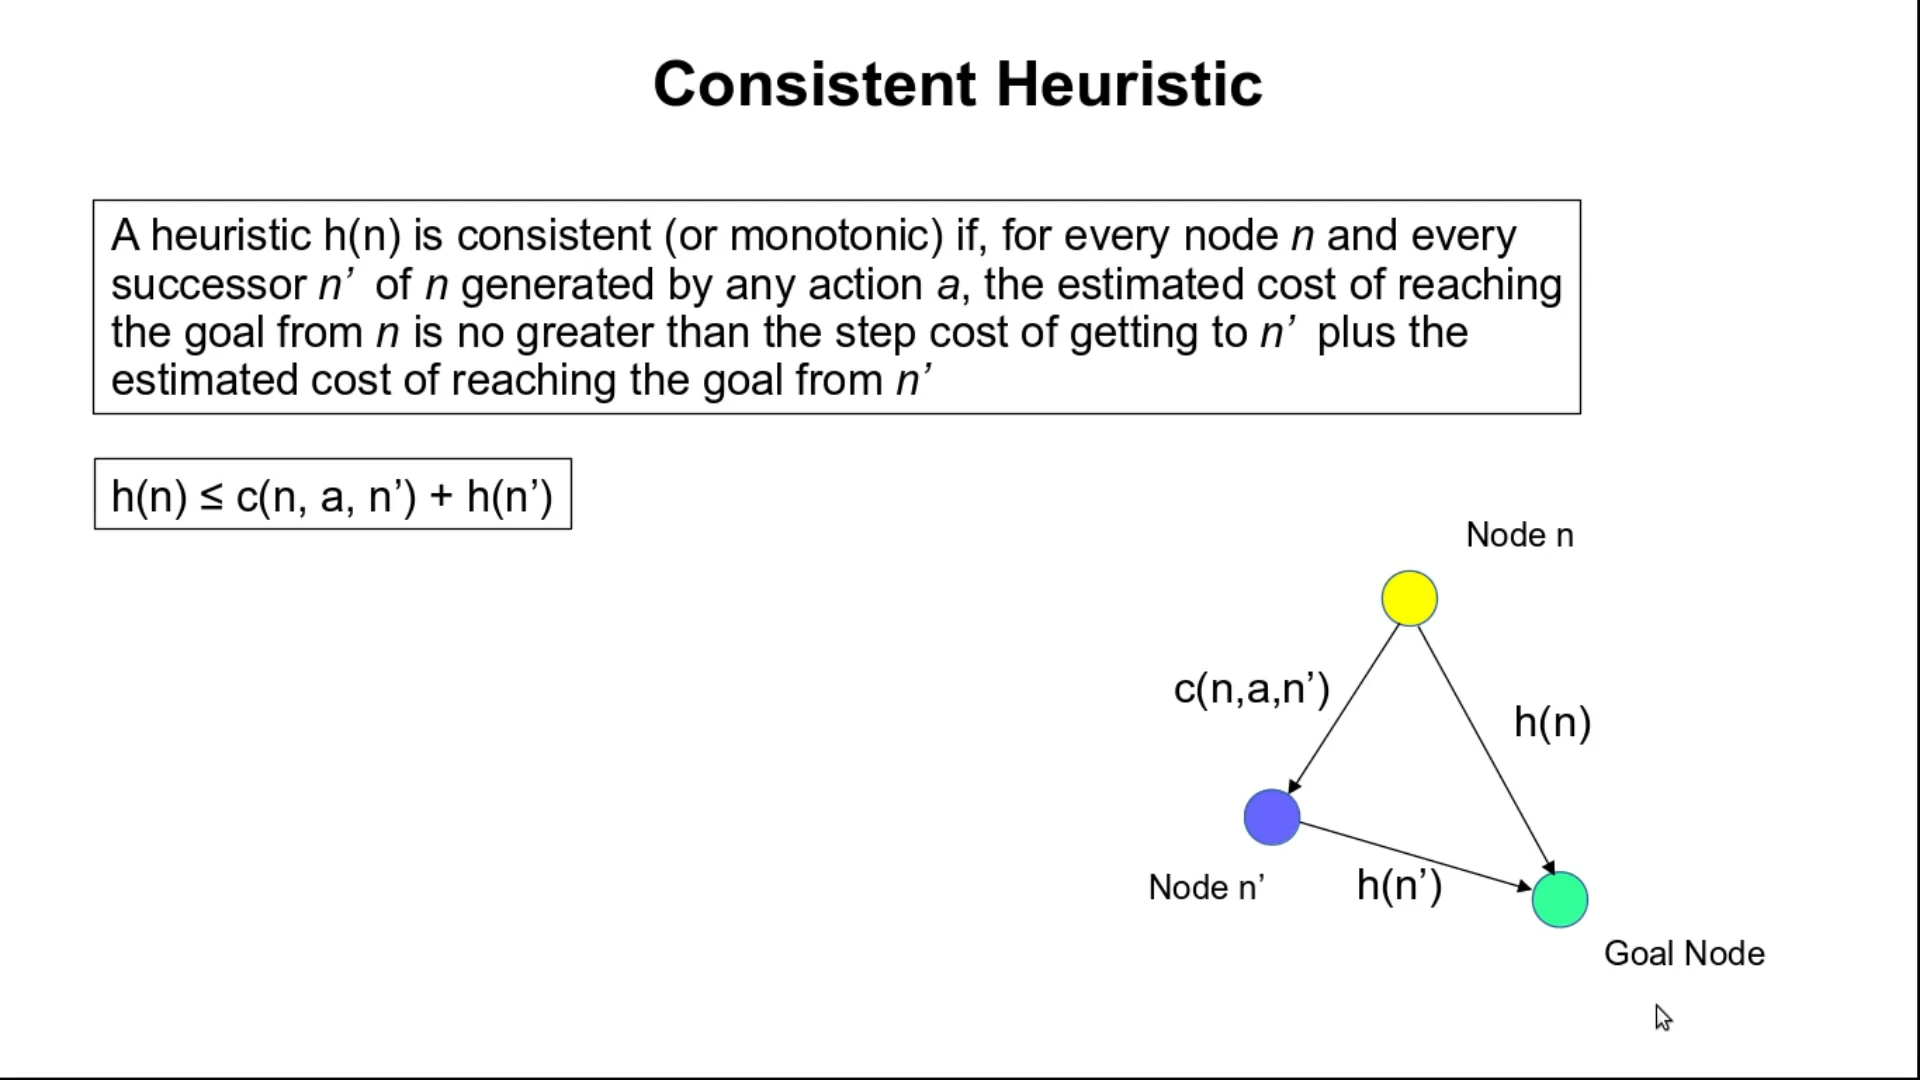 Consistent Heuristic
A heuristic h(n) is consistent (or monotonic) if, for every node n and every
successor n’ of n generated by any action a, the estimated cost of reaching
the goal from n is no greater than the step cost of getting to n’ plus the
estimated cost of reaching the goal from n’
h(n) ≤ c(n, a, n’) + h(n’)
Node n
c(n,a,n’)
h(n)
Node n’
h(n’)
Goal Node